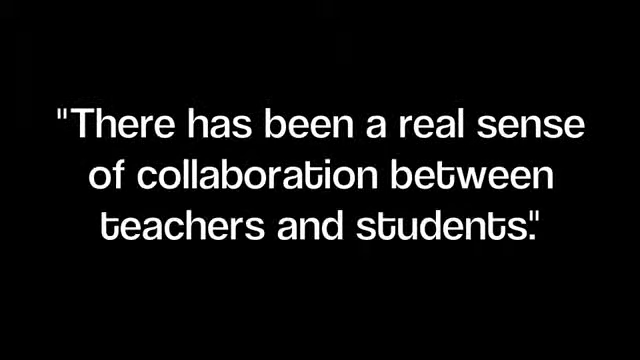 "There has been a real sense
of collaboration between
teachers and students."